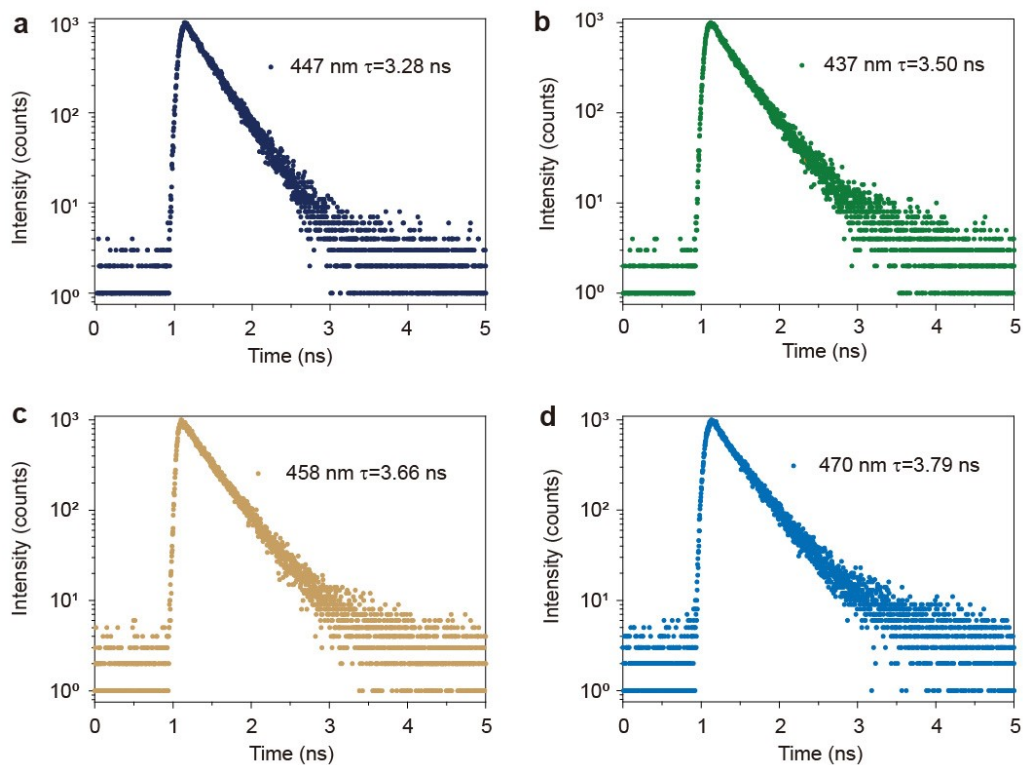 a
10³
10²
10¹
10⁰
Intensity (counts)
447 nm τ=3.28 ns
0 1 2 3 4 5
Time (ns)
b
10³
10²
10¹
10⁰
Intensity (counts)
437 nm τ=3.50 ns
0 1 2 3 4 5
Time (ns)
c
10³
10²
10¹
10⁰
Intensity (counts)
458 nm τ=3.66 ns
0 1 2 3 4 5
Time (ns)
d
10³
10²
10¹
10⁰
Intensity (counts)
470 nm τ=3.79 ns
0 1 2 3 4 5
Time (ns)